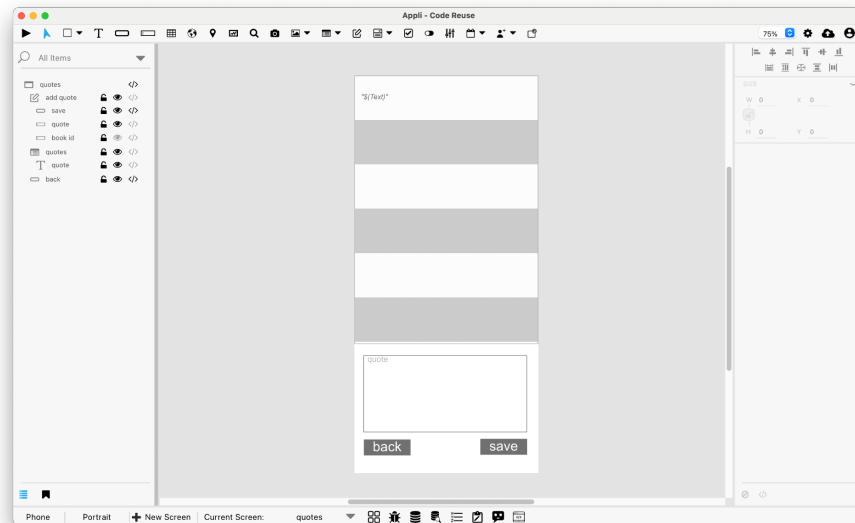 Appli - Code Reuse
T
75%
All Items
quotes </>
add quote </>
save </>
quote </>
book id </>
quotes </>
T quote </>
back </>
"$(Text)"
quote
back save
SIZE
W 0 X 0
H 0 Y 0
</>
Phone Portrait New Screen Current Screen: quotes